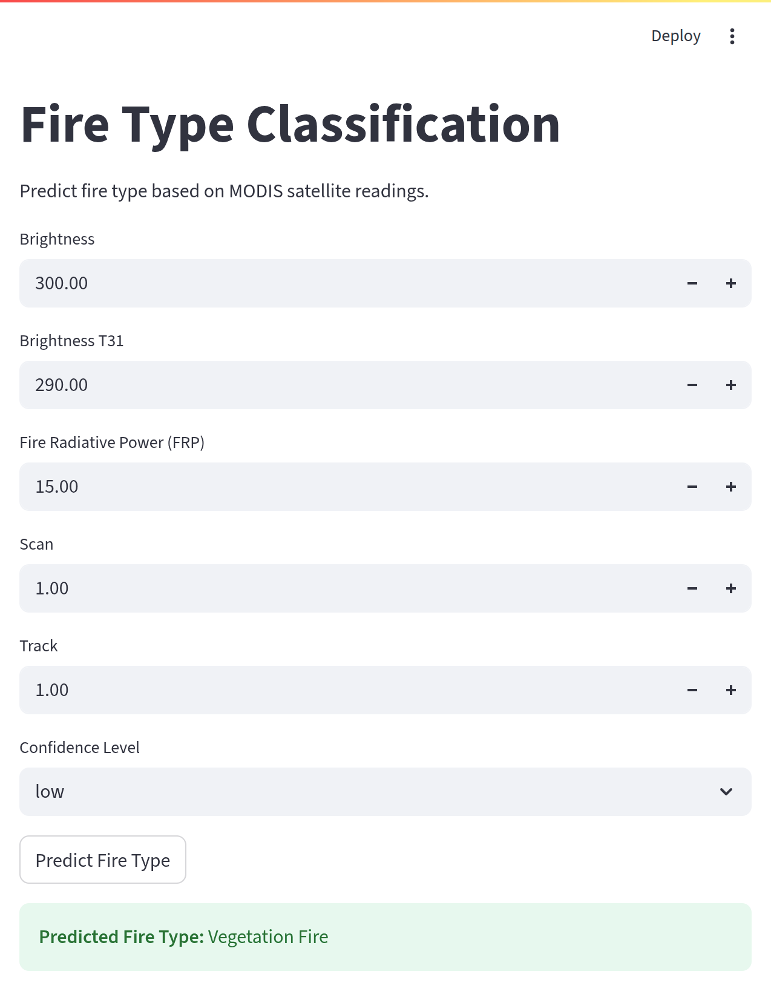 Deploy
Fire Type Classification
Predict fire type based on MODIS satellite readings.
Brightness
300.00
Brightness T31
290.00
Fire Radiative Power (FRP)
15.00
Scan
1.00
Track
1.00
Confidence Level
low
Predict Fire Type
Predicted Fire Type: Vegetation Fire